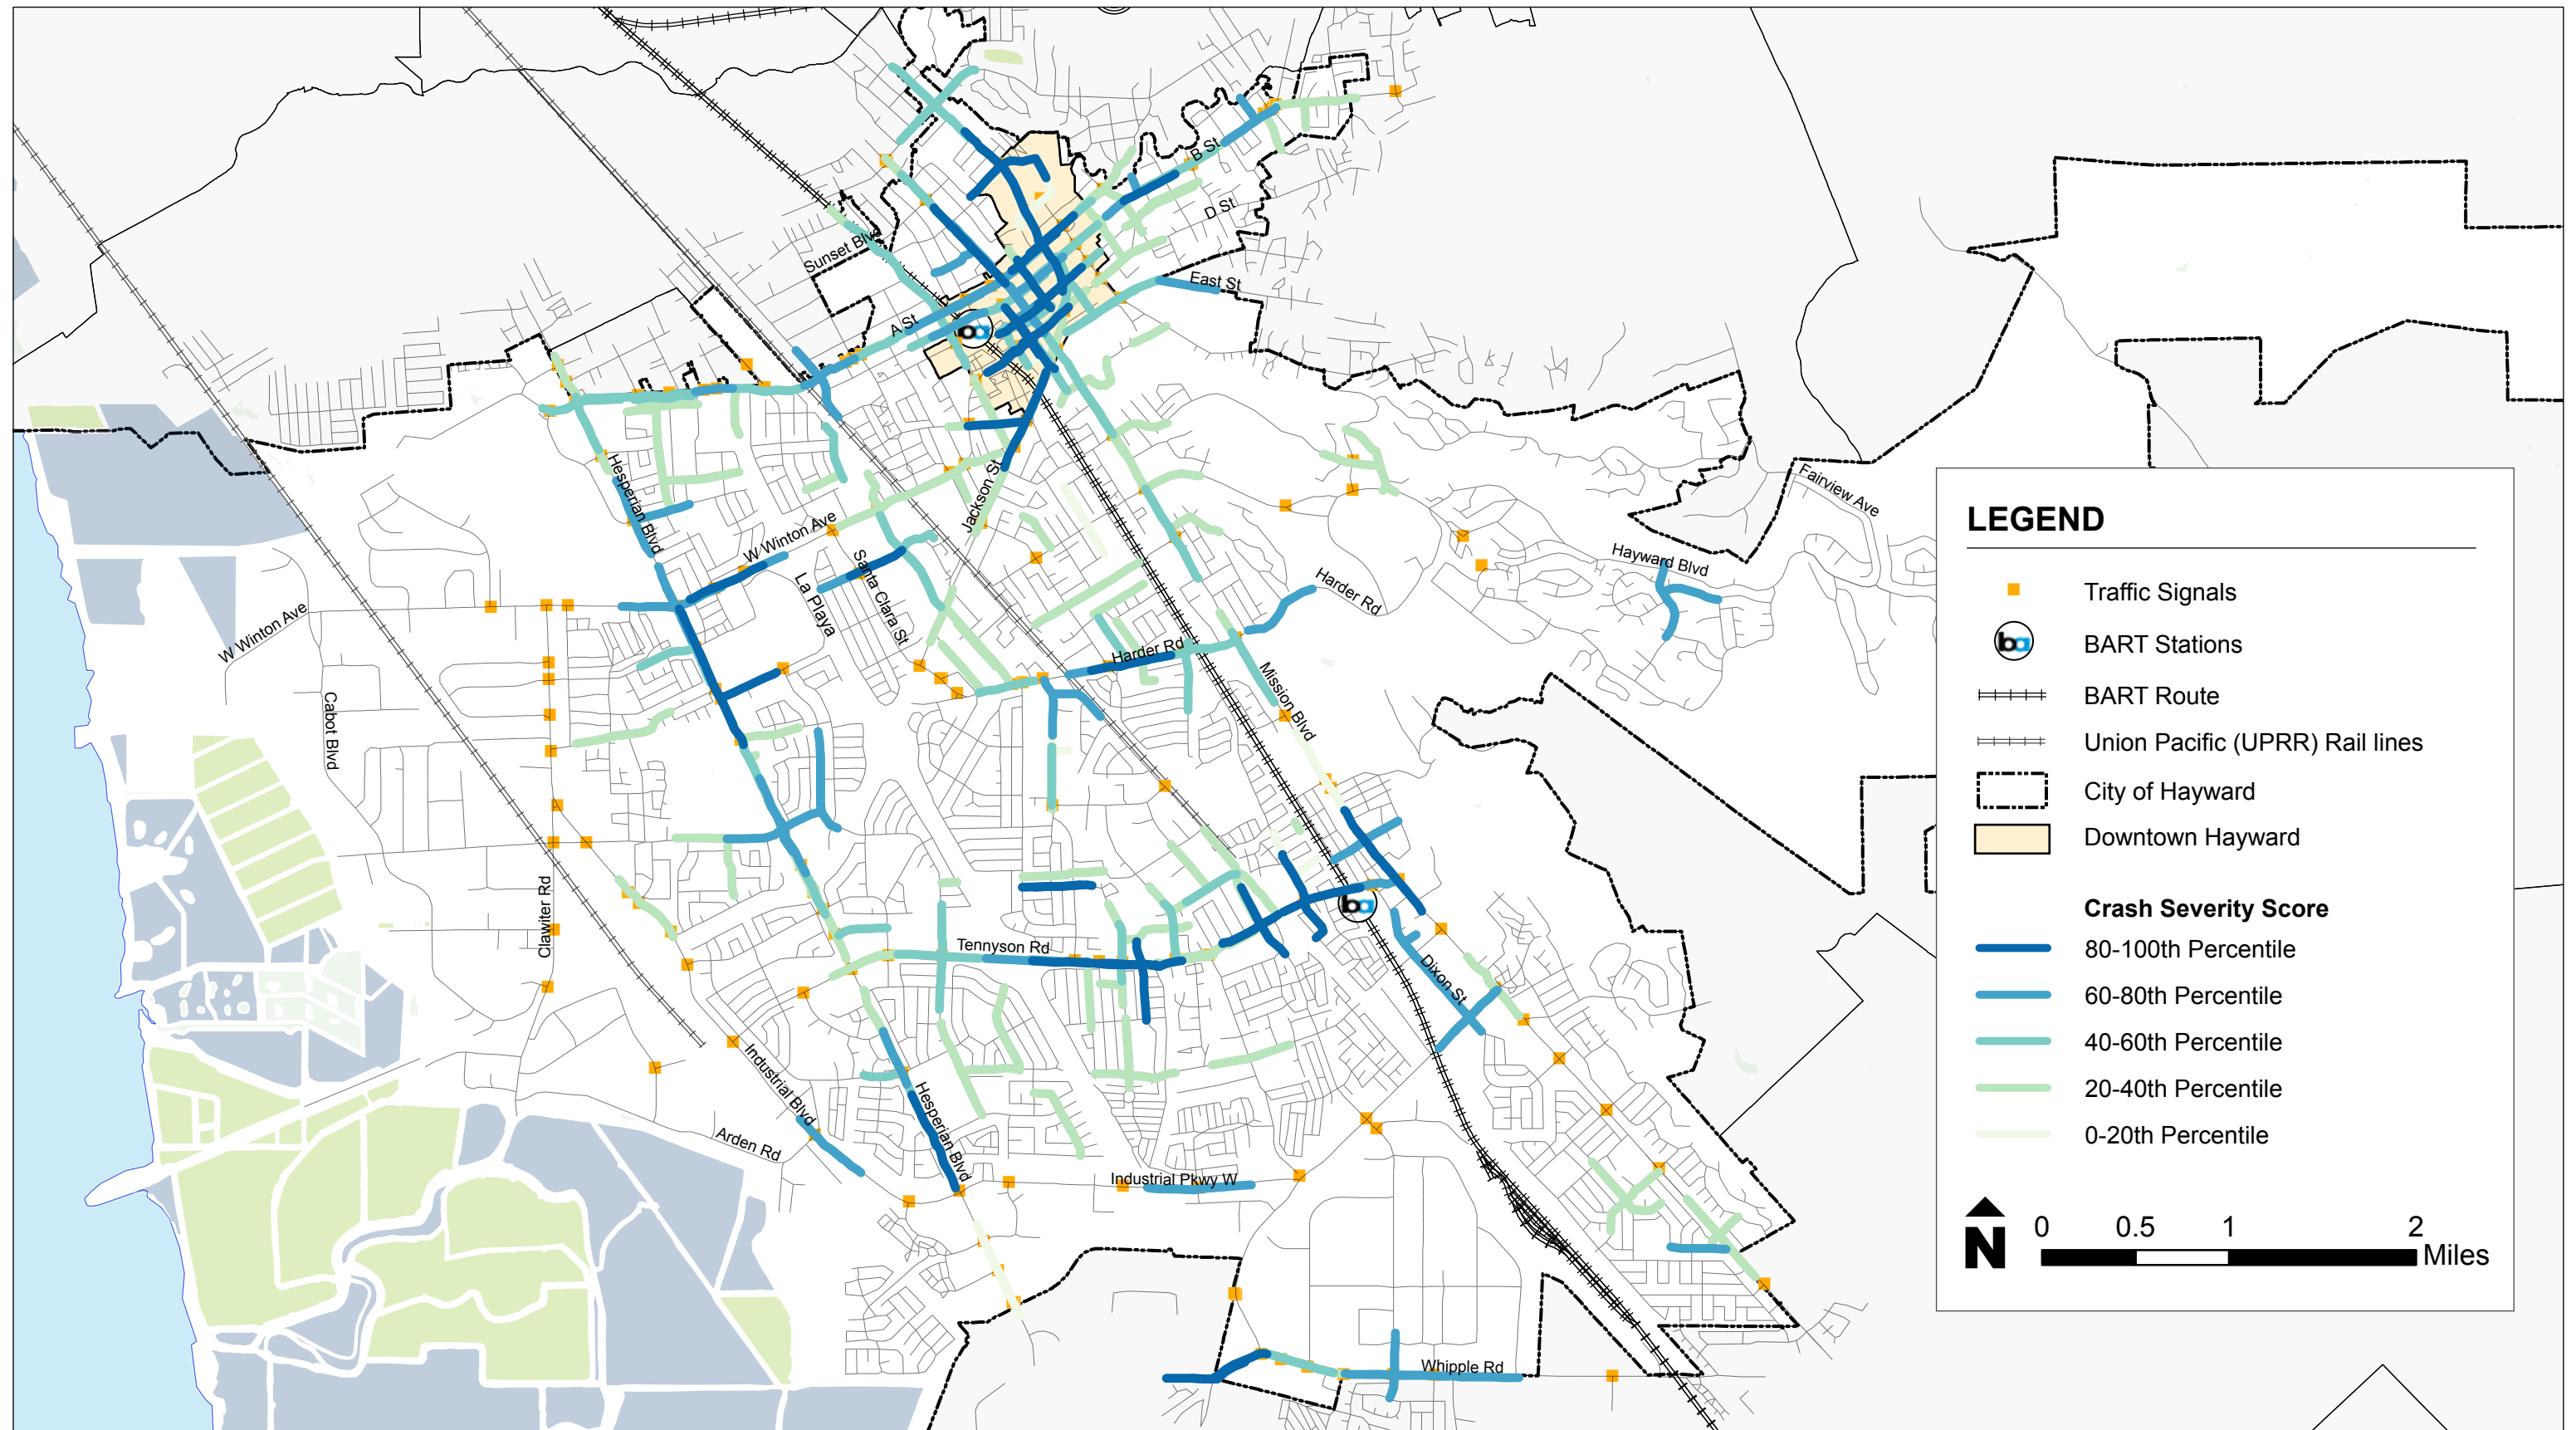 B St
D St
Sunset Blvd
East St
A St
Hesperian Blvd
Jackson St
Fairview Ave
W Winton Ave
Hayward Blvd
Santa Clara St
La Playa
Harder Rd
W Winton Ave
Harder Rd
Mission Blvd
Cabot Blvd
Clawiter Rd
Tennyson Rd
Dixon St
Industrial Blvd
Hesperian Blvd
Arden Rd
Industrial Pkwy W
Whipple Rd
LEGEND
Traffic Signals
ba
BART Stations
BART Route
Union Pacific (UPRR) Rail lines
City of Hayward
Downtown Hayward
Crash Severity Score
80-100th Percentile
60-80th Percentile
40-60th Percentile
20-40th Percentile
0-20th Percentile
N
0 0.5 1 2
Miles
ba
ba